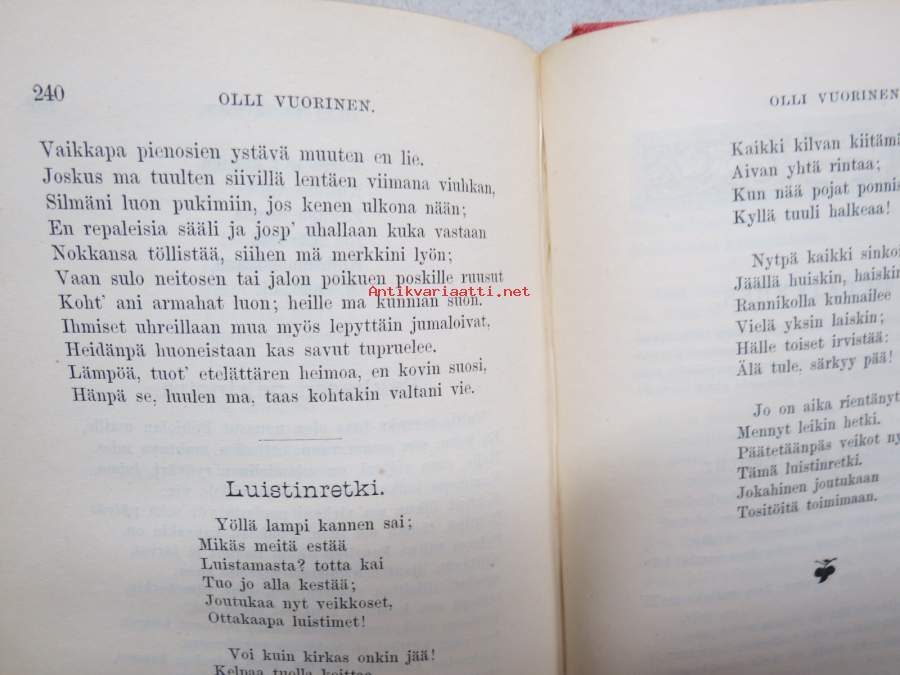 240
OLLI VUORINEN.
Vaikkapa pienosien ystävä muuten en lie.
Joskus ma tuulten siivillä lentäen viimana viuhkan,
Silmäni luon pukimiin, jos kenen ulkona nään;
En repaleisia sääli ja josp' uhallaan kuka vastaan
Nokkansa töllistää, siihen mä merkkini lyön;
Vaan sulo neitosen tai jalon poikuen poskille ruusut
Koht' ani armahat luon; heille ma kunnian suon.
Ihmiset uhreillaan mua myös lepyttäin jumaloivat,
Heidänpä huoneistaan kas savut tupruelee.
Lämpöä, tuot' etelättären heimoa, en kovin suosi,
Hänpä se, luulen ma, taas kohtakin valtani vie.
Luistinretki.
Yöllä lampi kannen sai;
Mikäs meitä estää
Luistamasta? totta kai
Tuo jo alla kestää;
Joutukaa nyt veikkoset,
Ottakaapa luistimet!
Voi kuin kirkas onkin jää!
Kelpaa tuolla
OLLI VUORINEN
Kaikki kilvan
Aivan yhtä rintaa;
Kun nää pojat
Kyllä tuuli halkeaa!
Nytpä kaikki
Jäällä huiskin,
Rannikolla kuhnailee
Vielä yksin laiskin;
Hälle toiset irvistää:
Älä tule, särkyy pää!
Jo on aika
Mennyt leikin hetki.
Päätetäänpäs veikot
Tämä luistinretki.
Jokahinen joutukaan
Tositöitä toimimaan.
Antikvariaatti.net